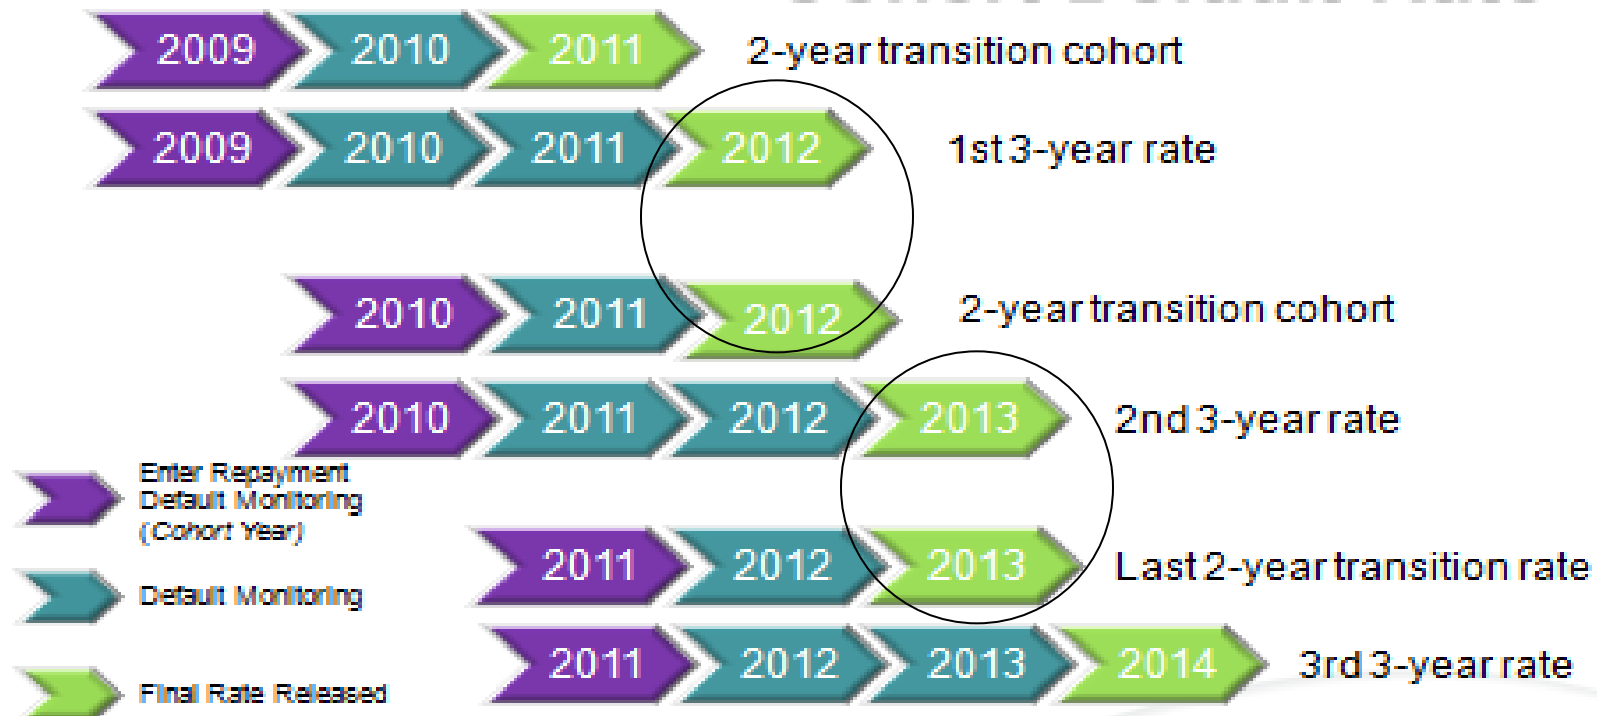 2009 2010 2011 2-year transition cohort
2009 2010 2011 2012 1st 3-year rate
2010 2011 2012 2-year transition cohort
2010 2011 2012 2013 2nd 3-year rate
Enter Repayment
Default Monitoring
(Cohort Year)
2011 2012 2013 Last 2-year transition rate
Default Monitoring
2011 2012 2013 2014 3rd 3-year rate
Final Rate Released